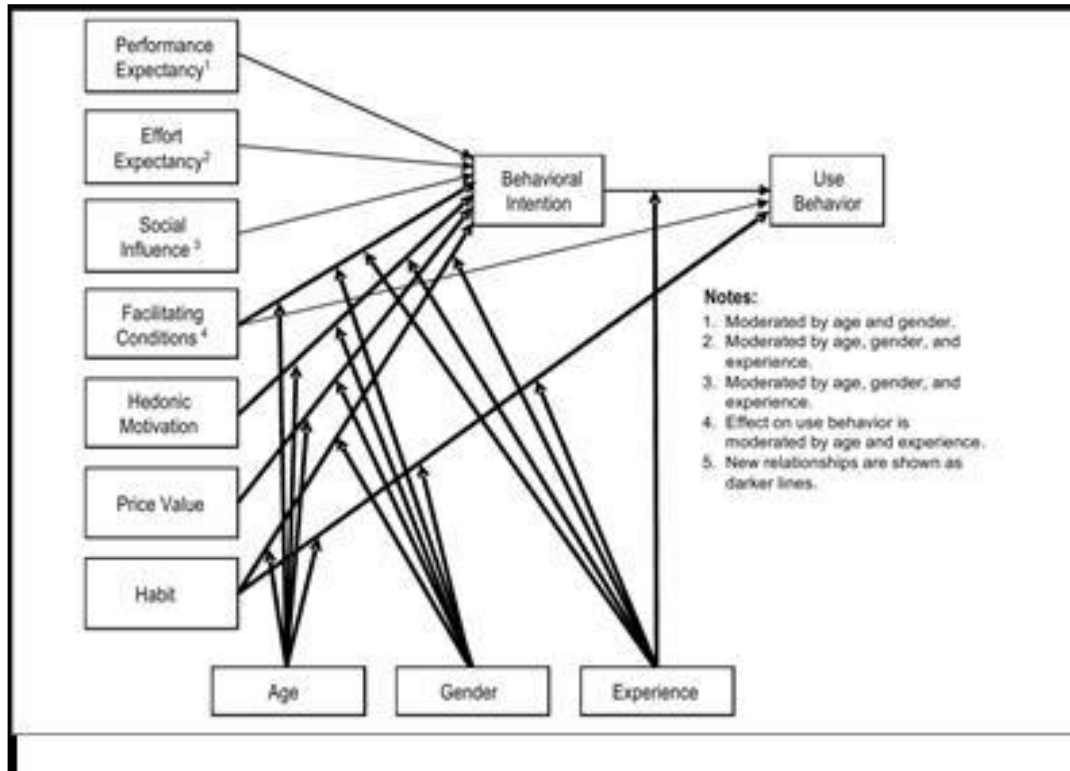 Performance
Expectancy1
Effort
Expectancy2
Behavioral
Intention
Use
Behavior
Social
Influence 3
Facilitating
Conditions 4
Hedonic
Motivation
Price Value
Habit
Notes:
1. Moderated by age and gender.
2. Moderated by age, gender, and
experience.
3. Moderated by age, gender, and
experience.
4. Effect on use behavior is
moderated by age and experience.
5. New relationships are shown as
darker lines.
Age
Gender
Experience